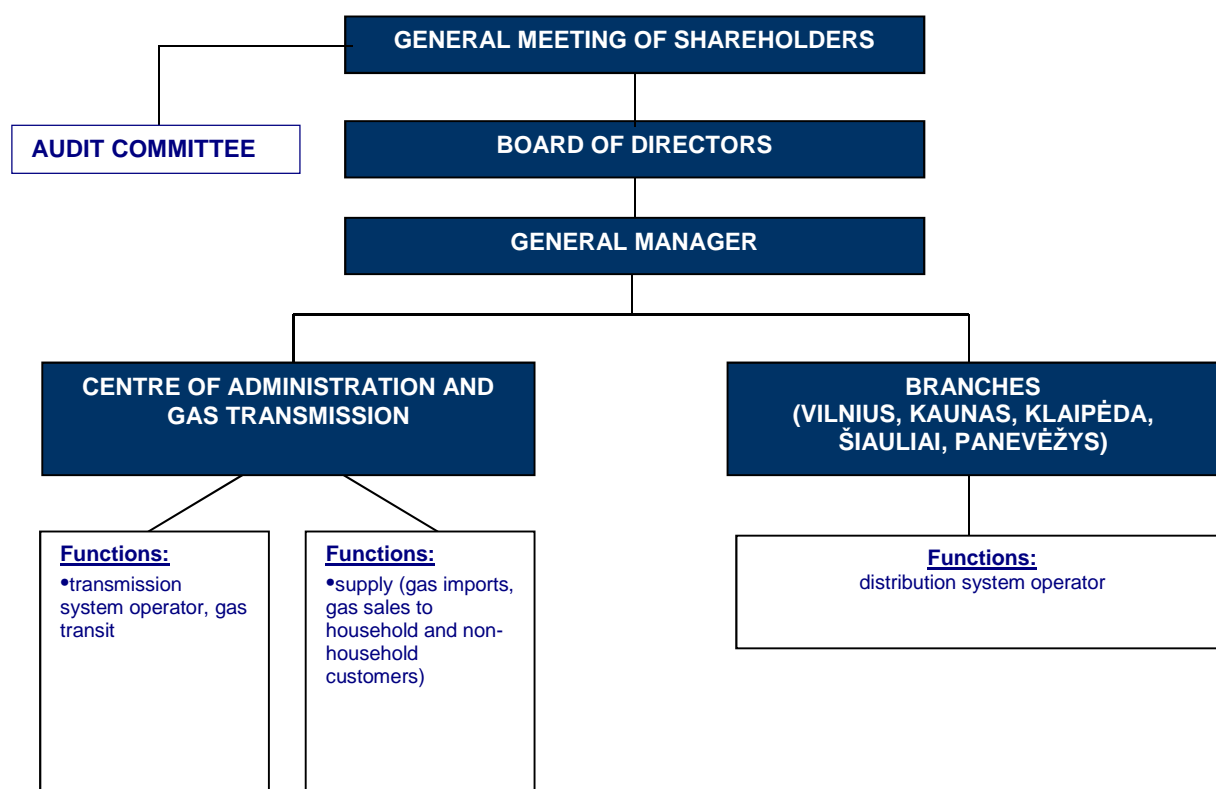 GENERAL MEETING OF SHAREHOLDERS
AUDIT COMMITTEE
BOARD OF DIRECTORS
GENERAL MANAGER
CENTRE OF ADMINISTRATION AND
GAS TRANSMISSION
BRANCHES
(VILNIUS, KAUNAS, KLAIPĖDA,
ŠIAULIAI, PANEVĖŽYS)
Functions:
•transmission
system operator, gas
transit
Functions:
•supply (gas imports,
gas sales to
household and non-
household
customers)
Functions:
distribution system operator